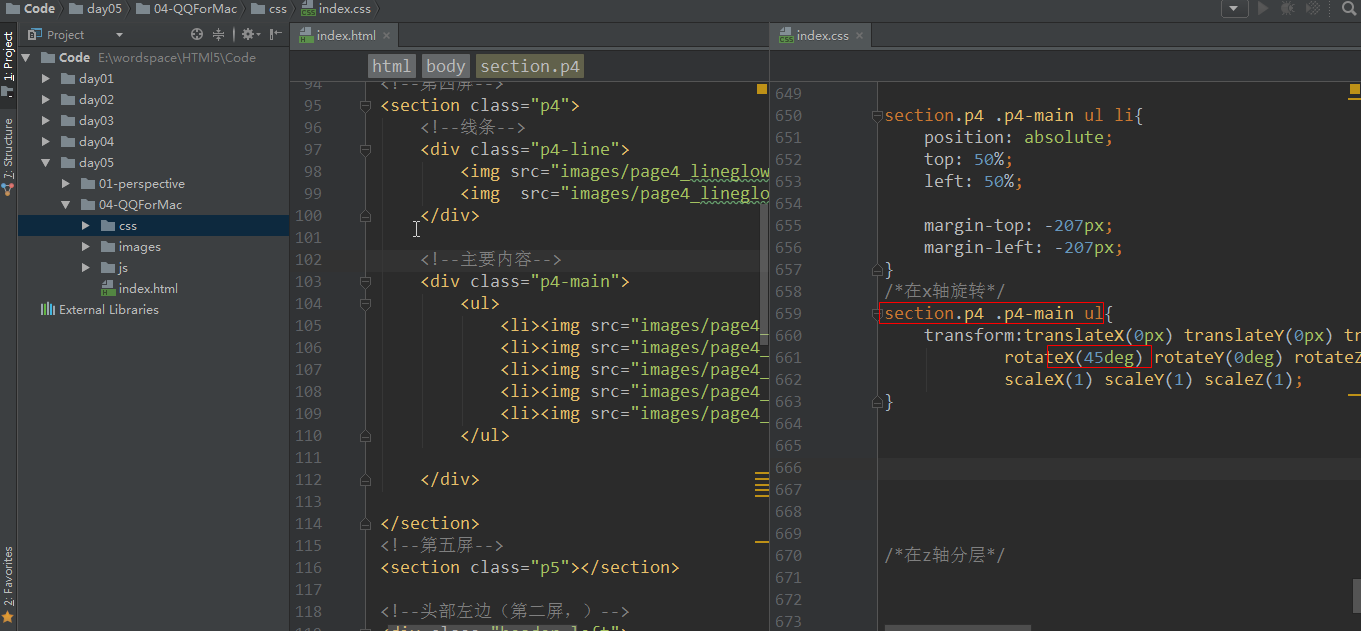 Code day05 04-QQForMac css index.css
1: Project
7: Structure
2: Favorites
Project
Code E:\wordspace\HTMl5\Code
day01
day02
day03
day04
day05
01-perspective
04-QQForMac
css
images
js
index.html
External Libraries
index.html
html body section.p4
94 <!--第四屏-->
95 <section class="p4">
96 <!--线条-->
97 <div class="p4-line">
98 <img src="images/page4_lineglow
99 <img  src="images/page4_lineglo
100 </div>
101
102 <!--主要内容-->
103 <div class="p4-main">
104 <ul>
105 <li><img src="images/page4_
106 <li><img src="images/page4_
107 <li><img src="images/page4_
108 <li><img src="images/page4_
109 <li><img src="images/page4_
110 </ul>
111
112 </div>
113
114 </section>
115 <!--第五屏-->
116 <section class="p5"></section>
117
118 <!--头部左边（第二屏，）-->
<div class="header-left">
index.css
649
650 section.p4 .p4-main ul li{
651 position: absolute;
652 top: 50%;
653 left: 50%;
654
655 margin-top: -207px;
656 margin-left: -207px;
657 }
658 /*在x轴旋转*/
659 section.p4 .p4-main ul{
660 transform:translateX(0px) translateY(0px) tr
661 rotateX(45deg) rotateY(0deg) rotateZ
662 scaleX(1) scaleY(1) scaleZ(1);
663 }
664
665
666
667
668
669
670 /*在z轴分层*/
671
672
673